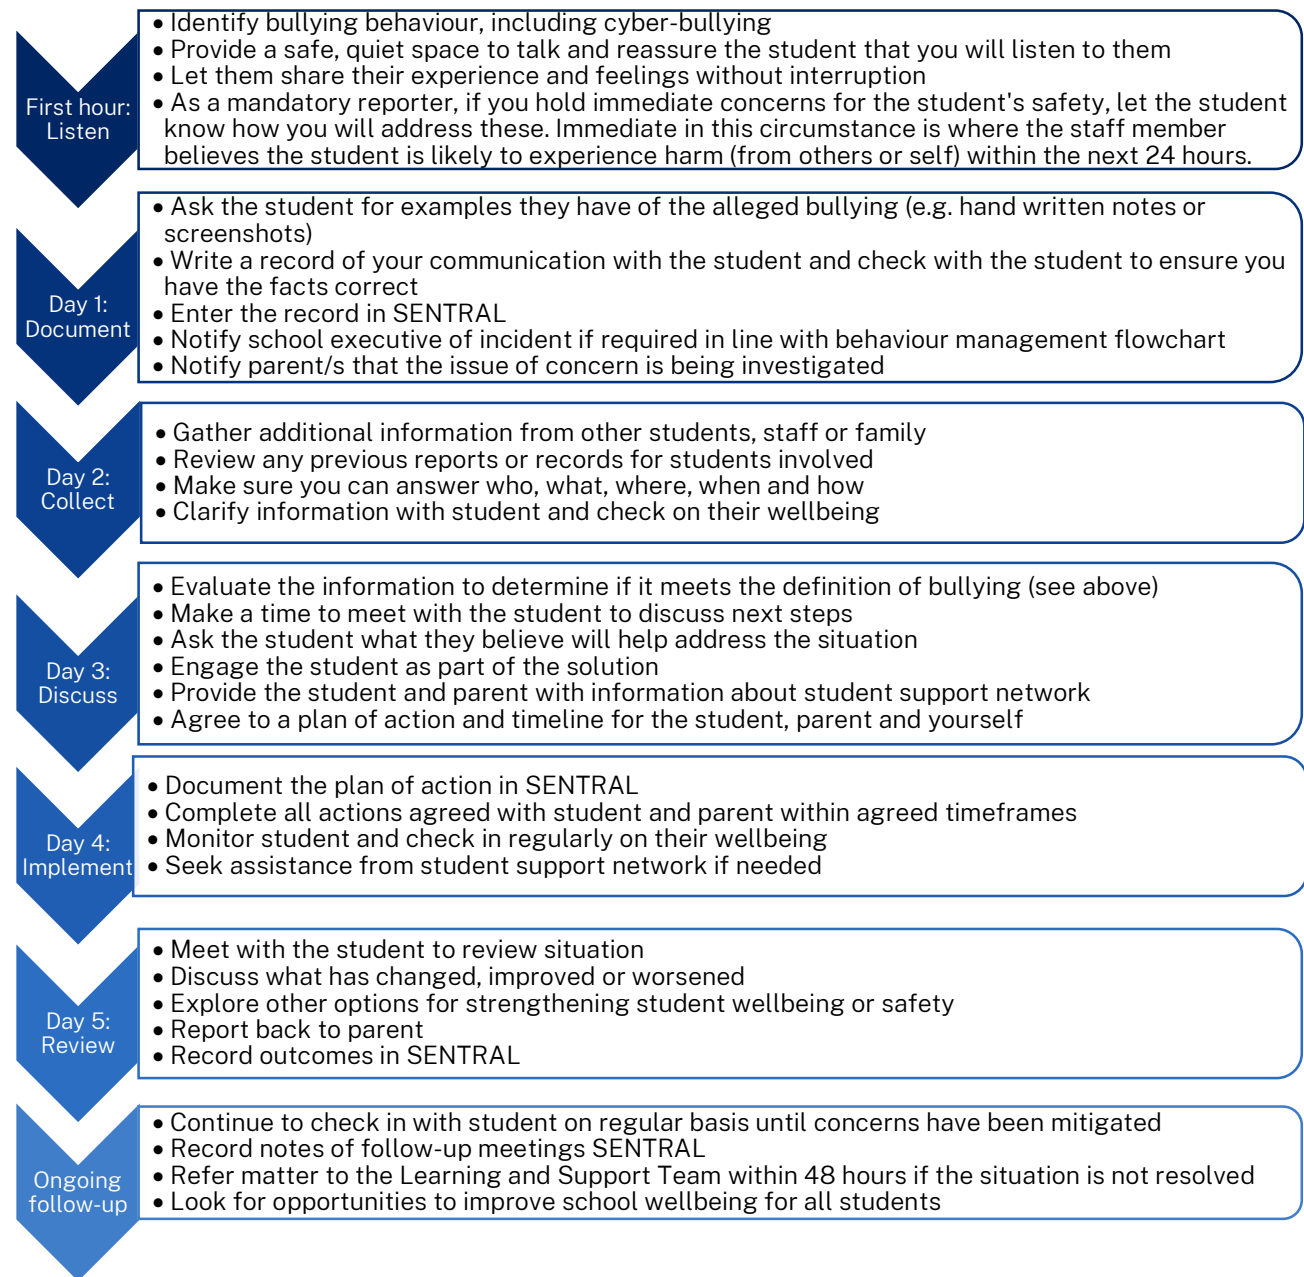 First hour:
Listen
• Identify bullying behaviour, including cyber-bullying
• Provide a safe, quiet space to talk and reassure the student that you will listen to them
• Let them share their experience and feelings without interruption
• As a mandatory reporter, if you hold immediate concerns for the student's safety, let the student
know how you will address these. Immediate in this circumstance is where the staff member
believes the student is likely to experience harm (from others or self) within the next 24 hours.
Day 1:
Document
• Ask the student for examples they have of the alleged bullying (e.g. hand written notes or
screenshots)
• Write a record of your communication with the student and check with the student to ensure you
have the facts correct
• Enter the record in SENTRAL
• Notify school executive of incident if required in line with behaviour management flowchart
• Notify parent/s that the issue of concern is being investigated
Day 2:
Collect
• Gather additional information from other students, staff or family
• Review any previous reports or records for students involved
• Make sure you can answer who, what, where, when and how
• Clarify information with student and check on their wellbeing
Day 3:
Discuss
• Evaluate the information to determine if it meets the definition of bullying (see above)
• Make a time to meet with the student to discuss next steps
• Ask the student what they believe will help address the situation
• Engage the student as part of the solution
• Provide the student and parent with information about student support network
• Agree to a plan of action and timeline for the student, parent and yourself
Day 4:
Implement
• Document the plan of action in SENTRAL
• Complete all actions agreed with student and parent within agreed timeframes
• Monitor student and check in regularly on their wellbeing
• Seek assistance from student support network if needed
Day 5:
Review
• Meet with the student to review situation
• Discuss what has changed, improved or worsened
• Explore other options for strengthening student wellbeing or safety
• Report back to parent
• Record outcomes in SENTRAL
Ongoing
follow-up
• Continue to check in with student on regular basis until concerns have been mitigated
• Record notes of follow-up meetings SENTRAL
• Refer matter to the Learning and Support Team within 48 hours if the situation is not resolved
• Look for opportunities to improve school wellbeing for all students